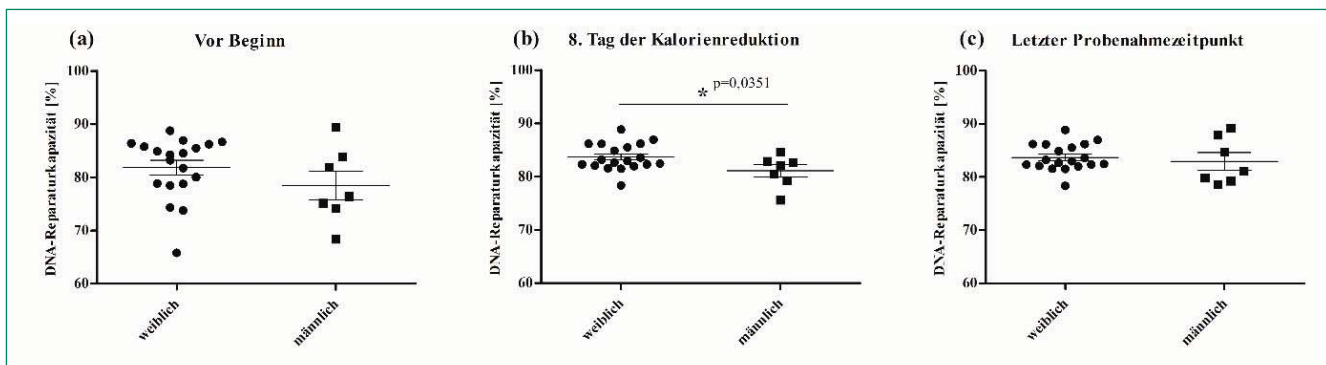 (a) Vor Beginn
DNA-Reparaturkapazität [%]
100
90
80
70
60
weiblich
männlich
(b) 8. Tag der Kalorienreduktion
DNA-Reparaturkapazität [%]
100
90
80
70
60
* p=0,0351
weiblich
männlich
(c) Letzter Probenahmezeitpunkt
DNA-Reparaturkapazität [%]
100
90
80
70
60
weiblich
männlich